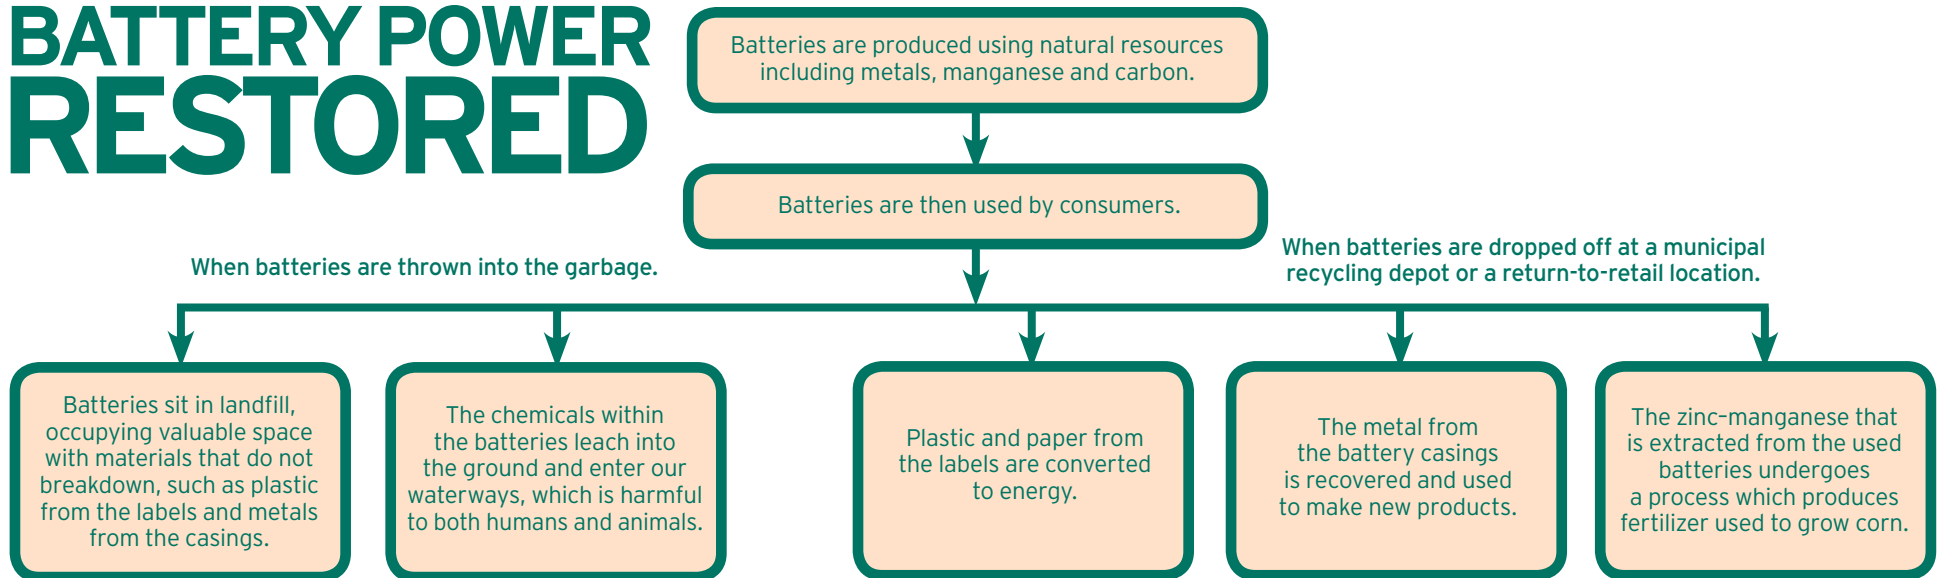 BATTERY POWER
RESTORED
Batteries are produced using natural resources
including metals, manganese and carbon.
Batteries are then used by consumers.
When batteries are thrown into the garbage.
When batteries are dropped off at a municipal
recycling depot or a return-to-retail location.
Batteries sit in landfill,
occupying valuable space
with materials that do not
breakdown, such as plastic
from the labels and metals
from the casings.
The chemicals within
the batteries leach into
the ground and enter our
waterways, which is harmful
to both humans and animals.
Plastic and paper from
the labels are converted
to energy.
The metal from
the battery casings
is recovered and used
to make new products.
The zinc–manganese that
is extracted from the used
batteries undergoes
a process which produces
fertilizer used to grow corn.